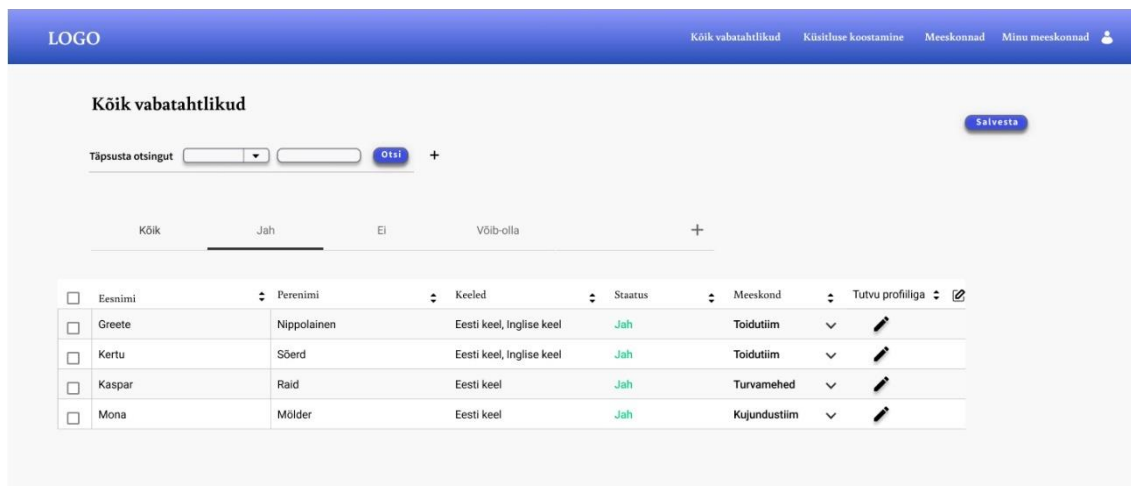 LOGO Kõik vabatahtlikud Küsitluse koostamine Meeskonnad Minu meeskonnad
Kõik vabatahtlikud
Salvesta
Täpsusta otsingut Otsi +
Kõik Jah Ei Võib-olla +
Eesnimi Perenimi Keeled Staatus Meeskond Tutvu profiiliga
Greete Nippolainen Eesti keel, Inglise keel Jah Toidutiim
Kertu Sõerd Eesti keel, Inglise keel Jah Toidutiim
Kaspar Raid Eesti keel Jah Turvamehed
Mona Mölder Eesti keel Jah Kujundustiim